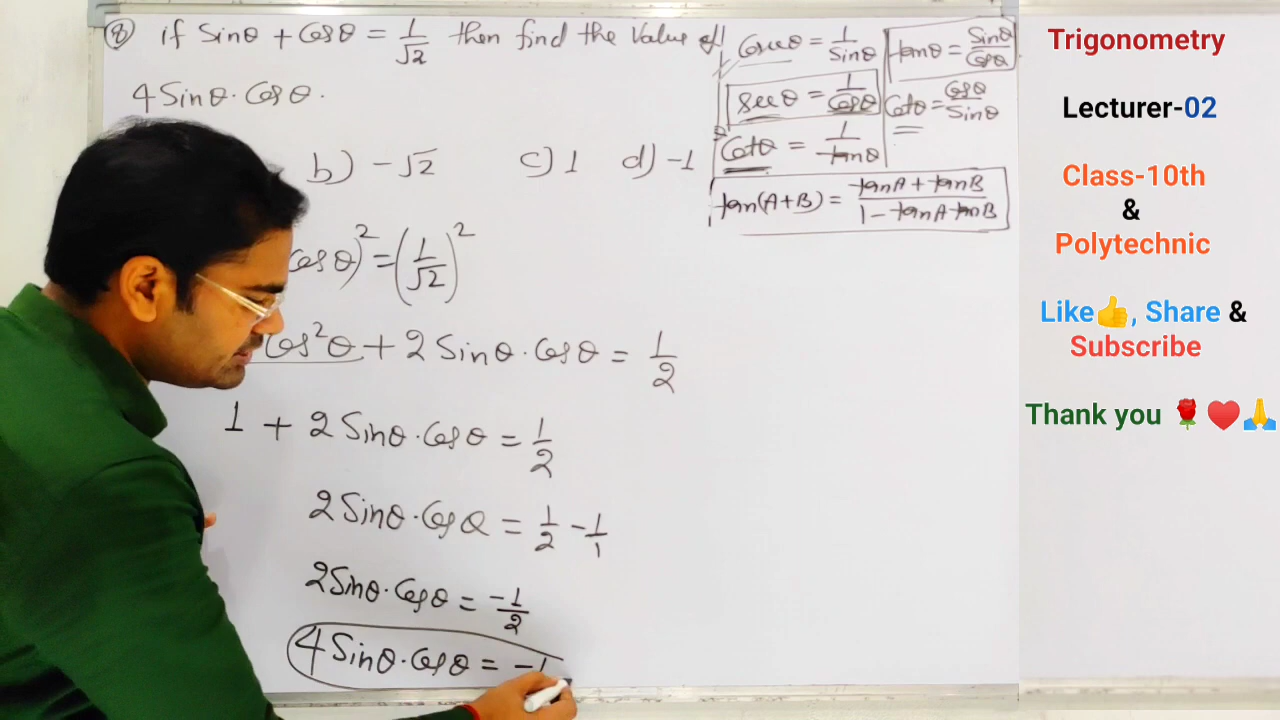 ⑧ if Sinθ + Cosθ = 1/√2 then find the value of
4 Sinθ · Cosθ.
b) -√2 c) 1 d) -1
Cosθ)² = (1/√2)²
Cos²θ + 2 Sinθ · Cosθ = 1/2
1 + 2 Sinθ · Cosθ = 1/2
2 Sinθ · Cosθ = 1/2 - 1/1
2 Sinθ · Cosθ = -1/2
4 Sinθ · Cosθ = -1
Cosecθ = 1/Sinθ
tanθ = Sinθ/Cosθ
secθ = 1/Cosθ
Cotθ = Cosθ/Sinθ
Cotθ = 1/tanθ
tan(A+B) = tanA + tanB/1 - tanA tanB
Trigonometry
Lecturer-02
Class-10th
&
Polytechnic
Like👍, Share &
Subscribe
Thank you 🌹♥️🙏